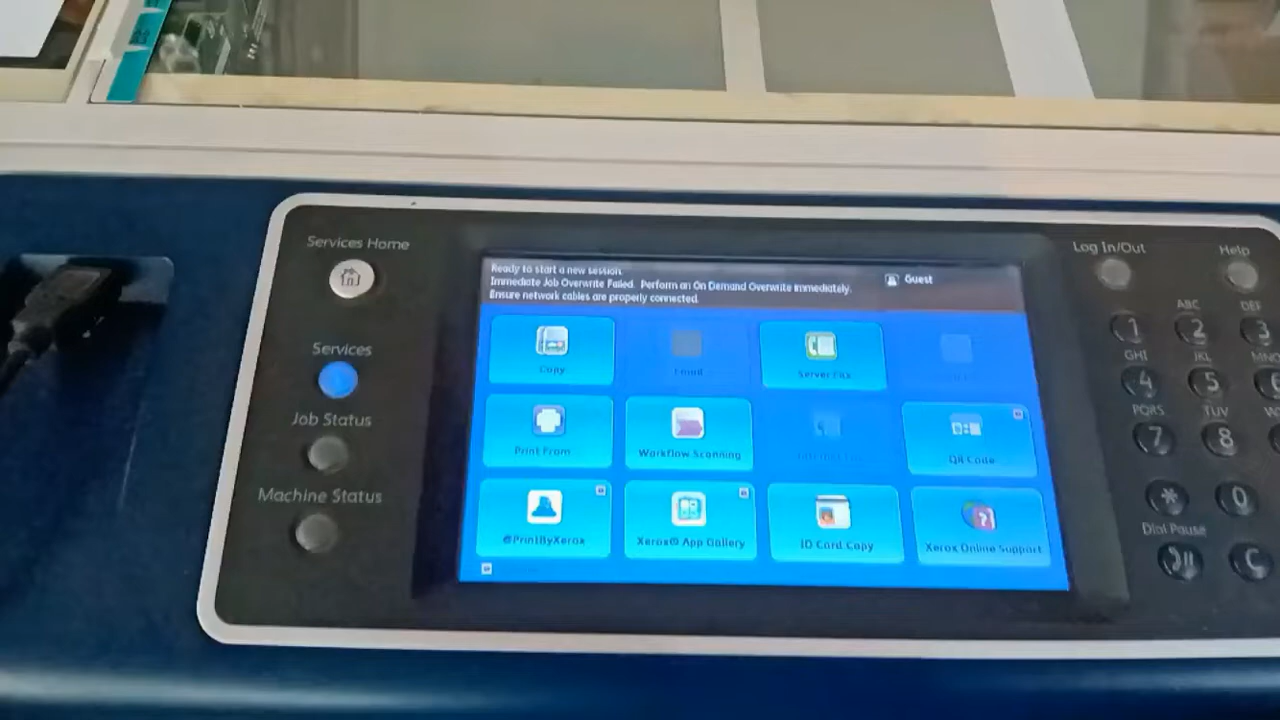 Services Home
Services
Job Status
Machine Status
Ready to start a new session.
Immediate Job Overwrite Failed. Perform an On Demand Overwrite Immediately.
Ensure network cables are properly connected.
Guest
Copy
Email
Server Fax
Print From
Workflow Scanning
QR Code
@PrintByXerox
Xerox® App Gallery
ID Card Copy
Xerox Online Support
Log In/Out
Help
ABC
DEF
1
2
3
GHI
JKL
MNO
4
5
6
PQRS
TUV
7
8
*
0
Dial Pause
C